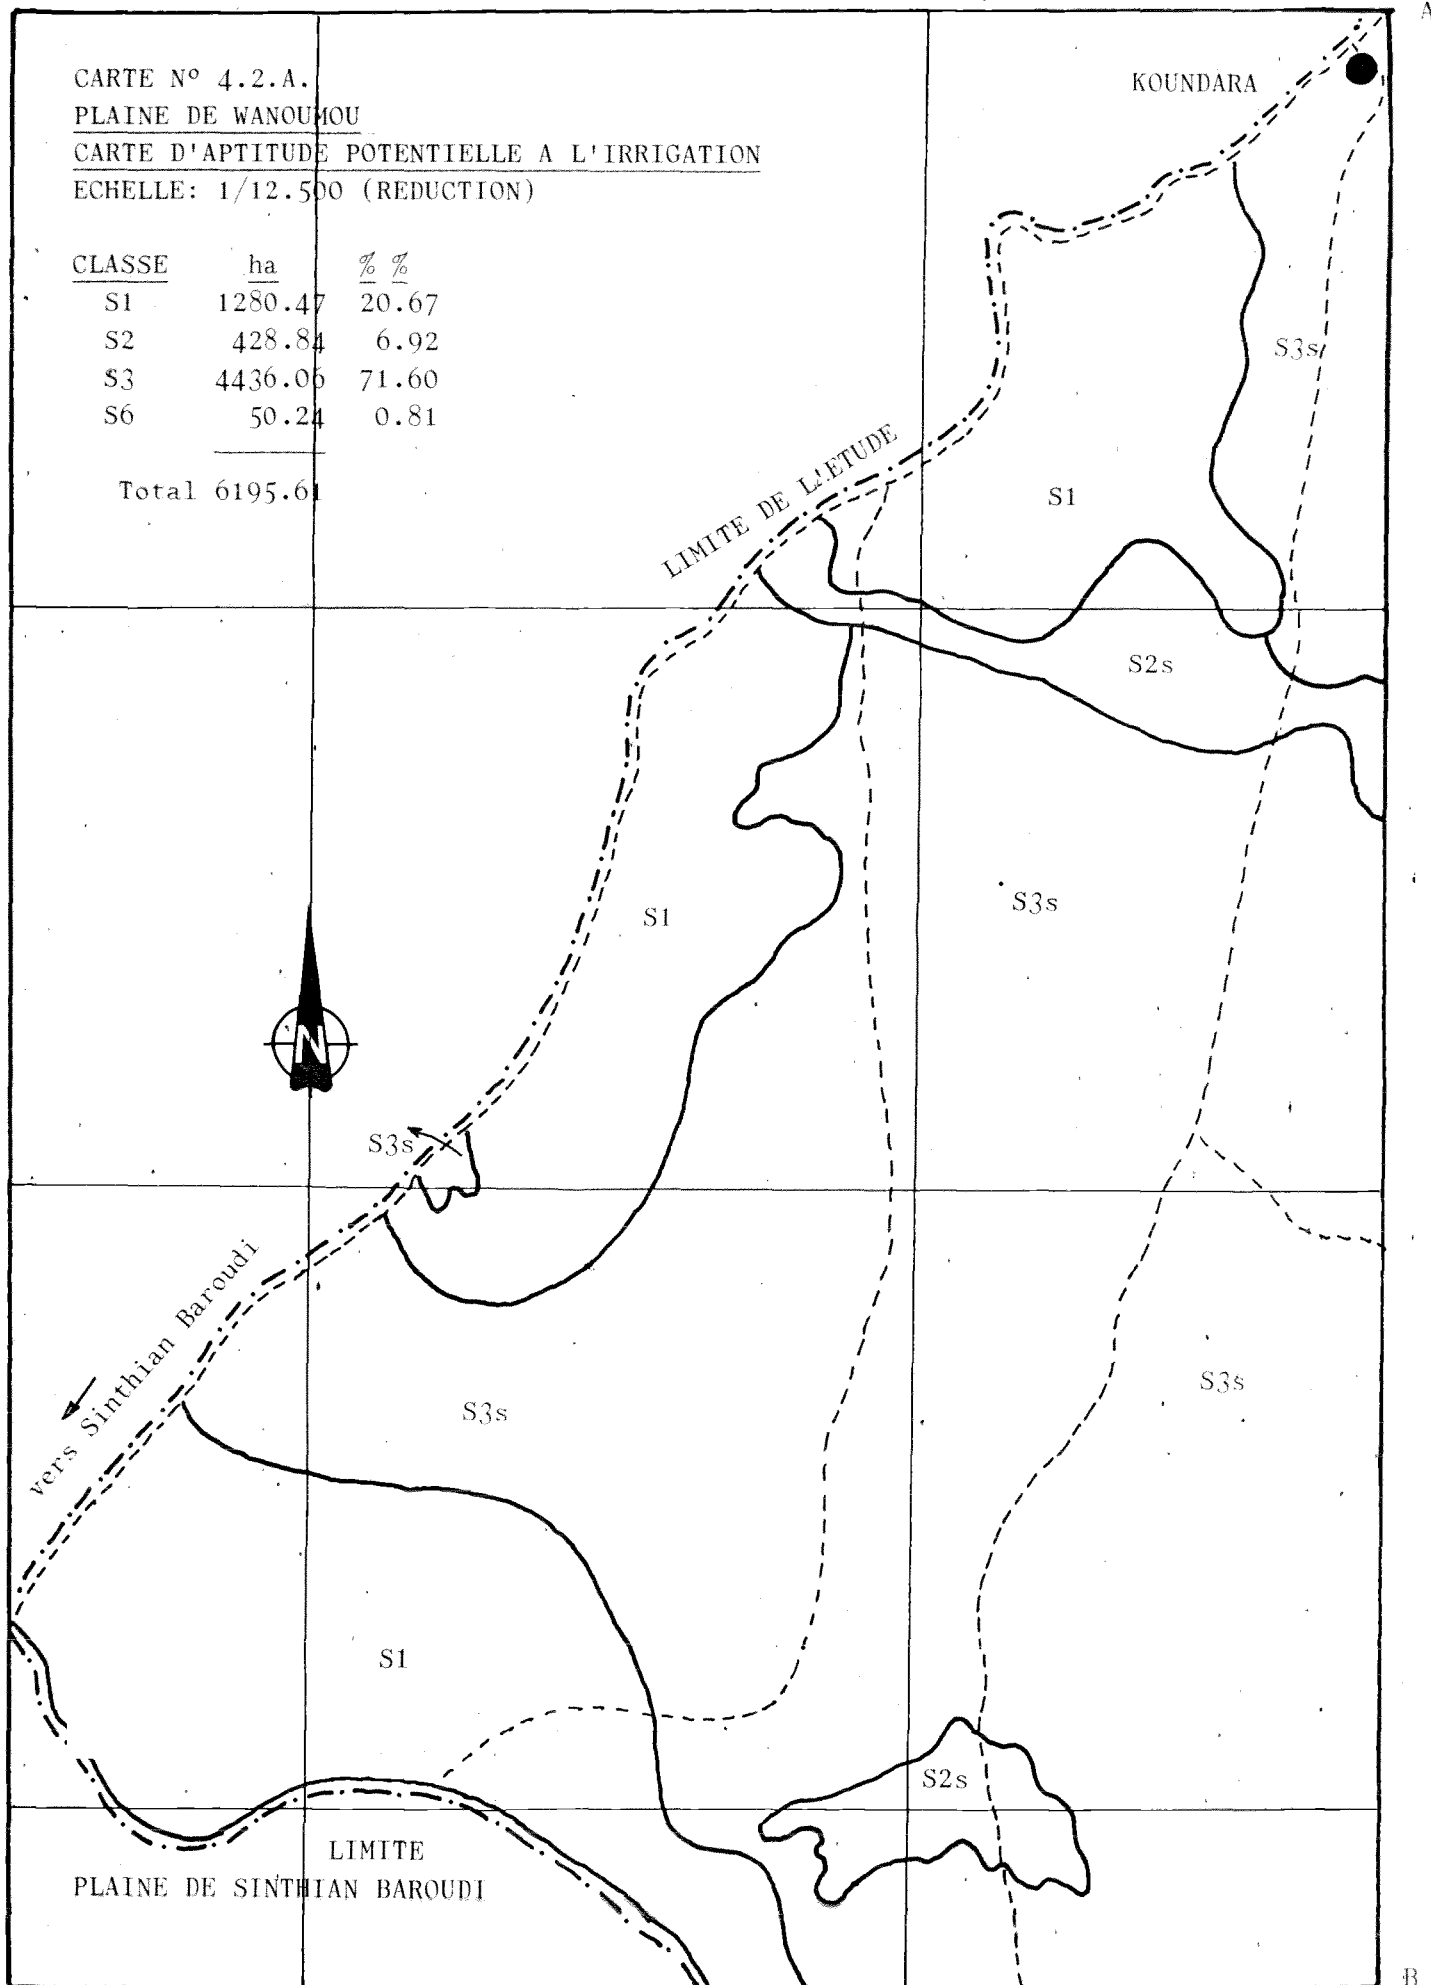 A
CARTE Nº 4.2.A.
PLAINE DE WANOUMOU
CARTE D'APTITUDE POTENTIELLE A L'IRRIGATION
ECHELLE: 1/12.500 (REDUCTION)
CLASSE ha % %
S1 1280.47 20.67
S2 428.84 6.92
S3 4436.06 71.60
S6 50.24 0.81
Total 6195.61
KOUNDARA
S3s
LIMITE DE L'ETUDE
S1
S2s
S3s
S1
N
S3s
vers Sinthian Baroudi
S3s
S3s
S1
S2s
LIMITE
PLAINE DE SINTHIAN BAROUDI
B